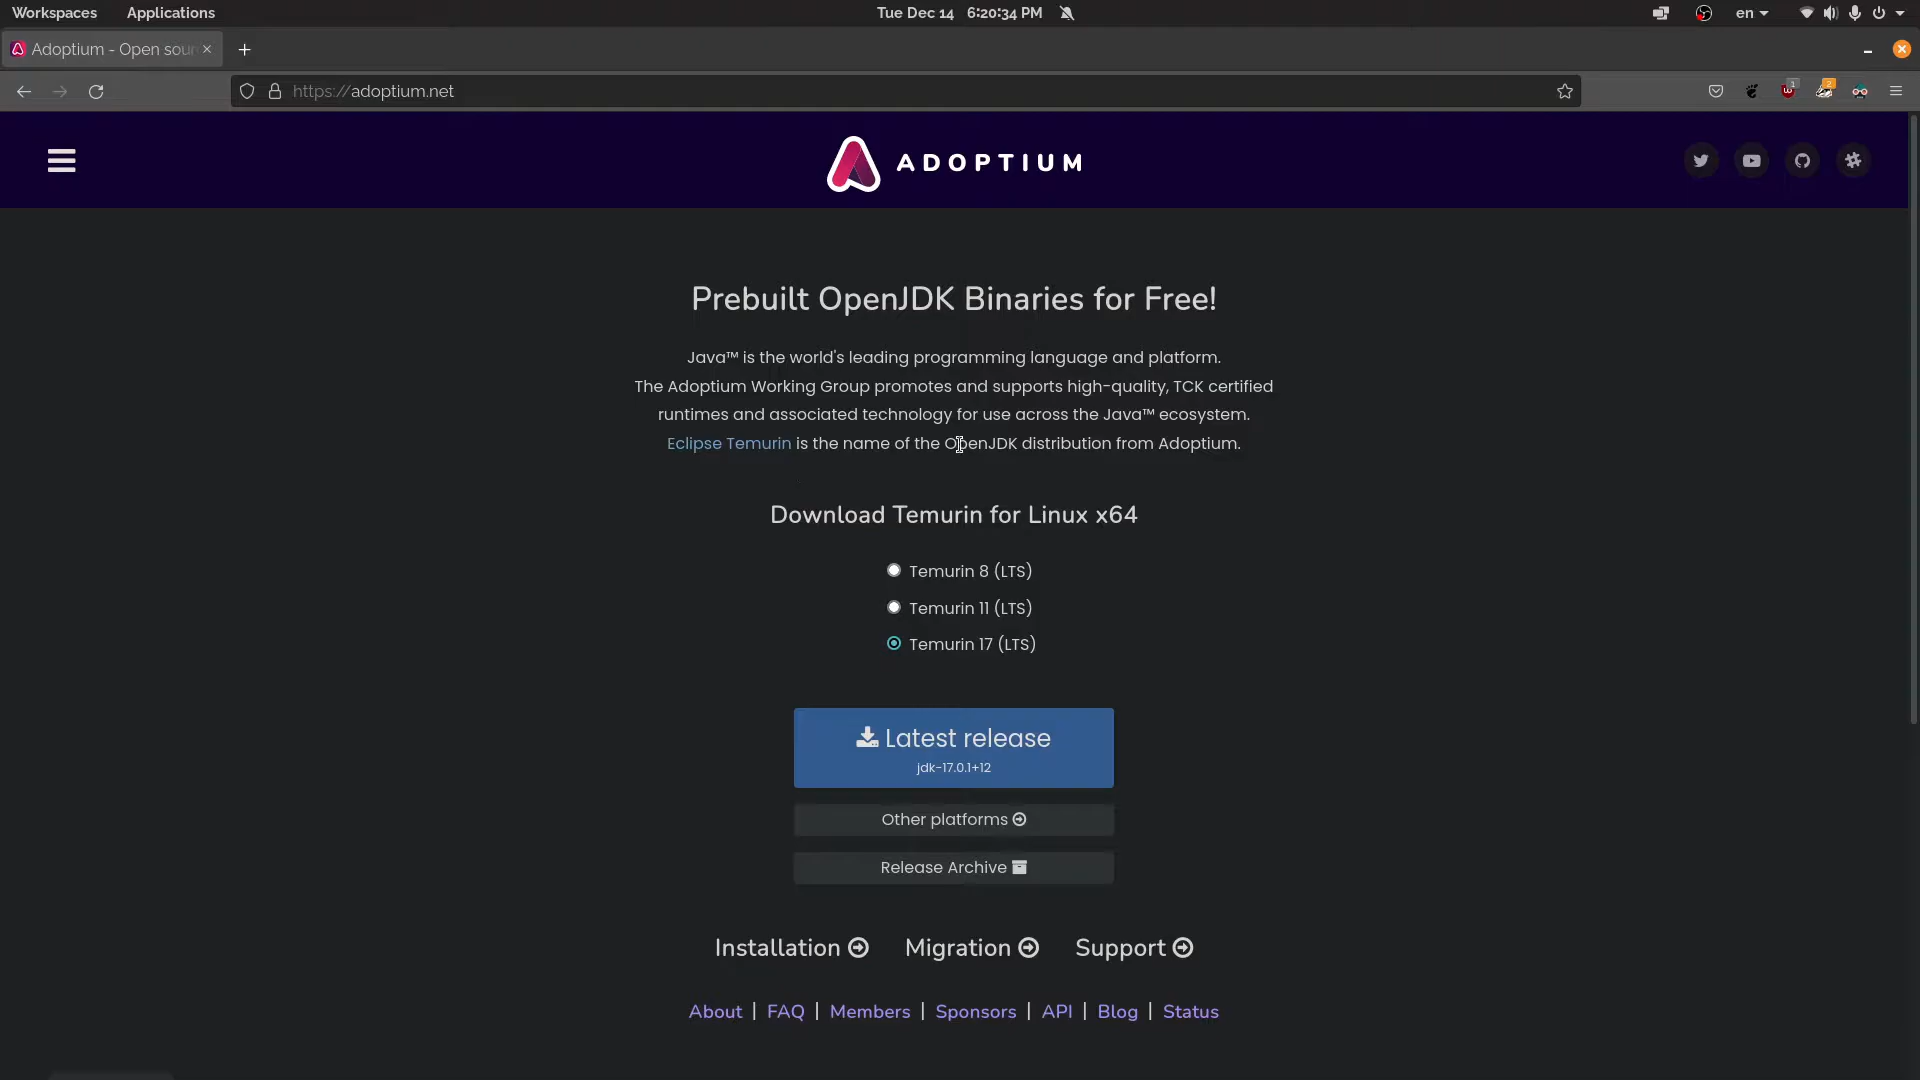 Workspaces Applications Tue Dec 14 6:20:34 PM en
Adoptium - Open sour
https://adoptium.net
1 2
ADOPTIUM
Prebuilt OpenJDK Binaries for Free!
Java™ is the world's leading programming language and platform.
The Adoptium Working Group promotes and supports high-quality, TCK certified
runtimes and associated technology for use across the Java™ ecosystem.
Eclipse Temurin is the name of the OpenJDK distribution from Adoptium.
Download Temurin for Linux x64
Temurin 8 (LTS)
Temurin 11 (LTS)
Temurin 17 (LTS)
Latest release
jdk-17.0.1+12
Other platforms
Release Archive
Installation Migration Support
About | FAQ | Members | Sponsors | API | Blog | Status